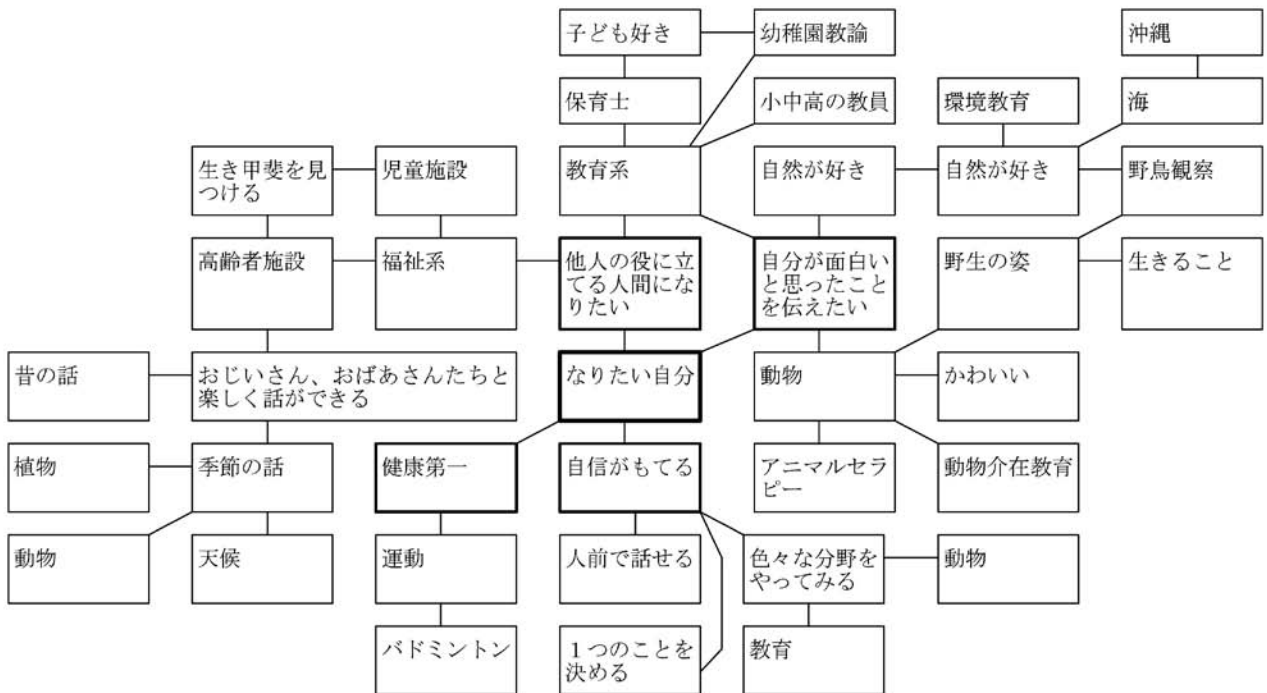 子ども好き
幼稚園教諭
沖縄
保育士
小中高の教員
環境教育
海
生き甲斐を見
つける
児童施設
教育系
自然が好き
自然が好き
野鳥観察
高齢者施設
福祉系
他人の役に立
てる人間にな
りたい
自分が面白い
と思ったこと
を伝えたい
野生の姿
生きること
昔の話
おじいさん、おばあさんたちと
楽しく話ができる
なりたい自分
動物
かわいい
植物
季節の話
健康第一
自信がもてる
アニマルセラ
ピー
動物介在教育
動物
天候
運動
人前で話せる
色々な分野を
やってみる
動物
バドミントン
１つのことを
決める
教育